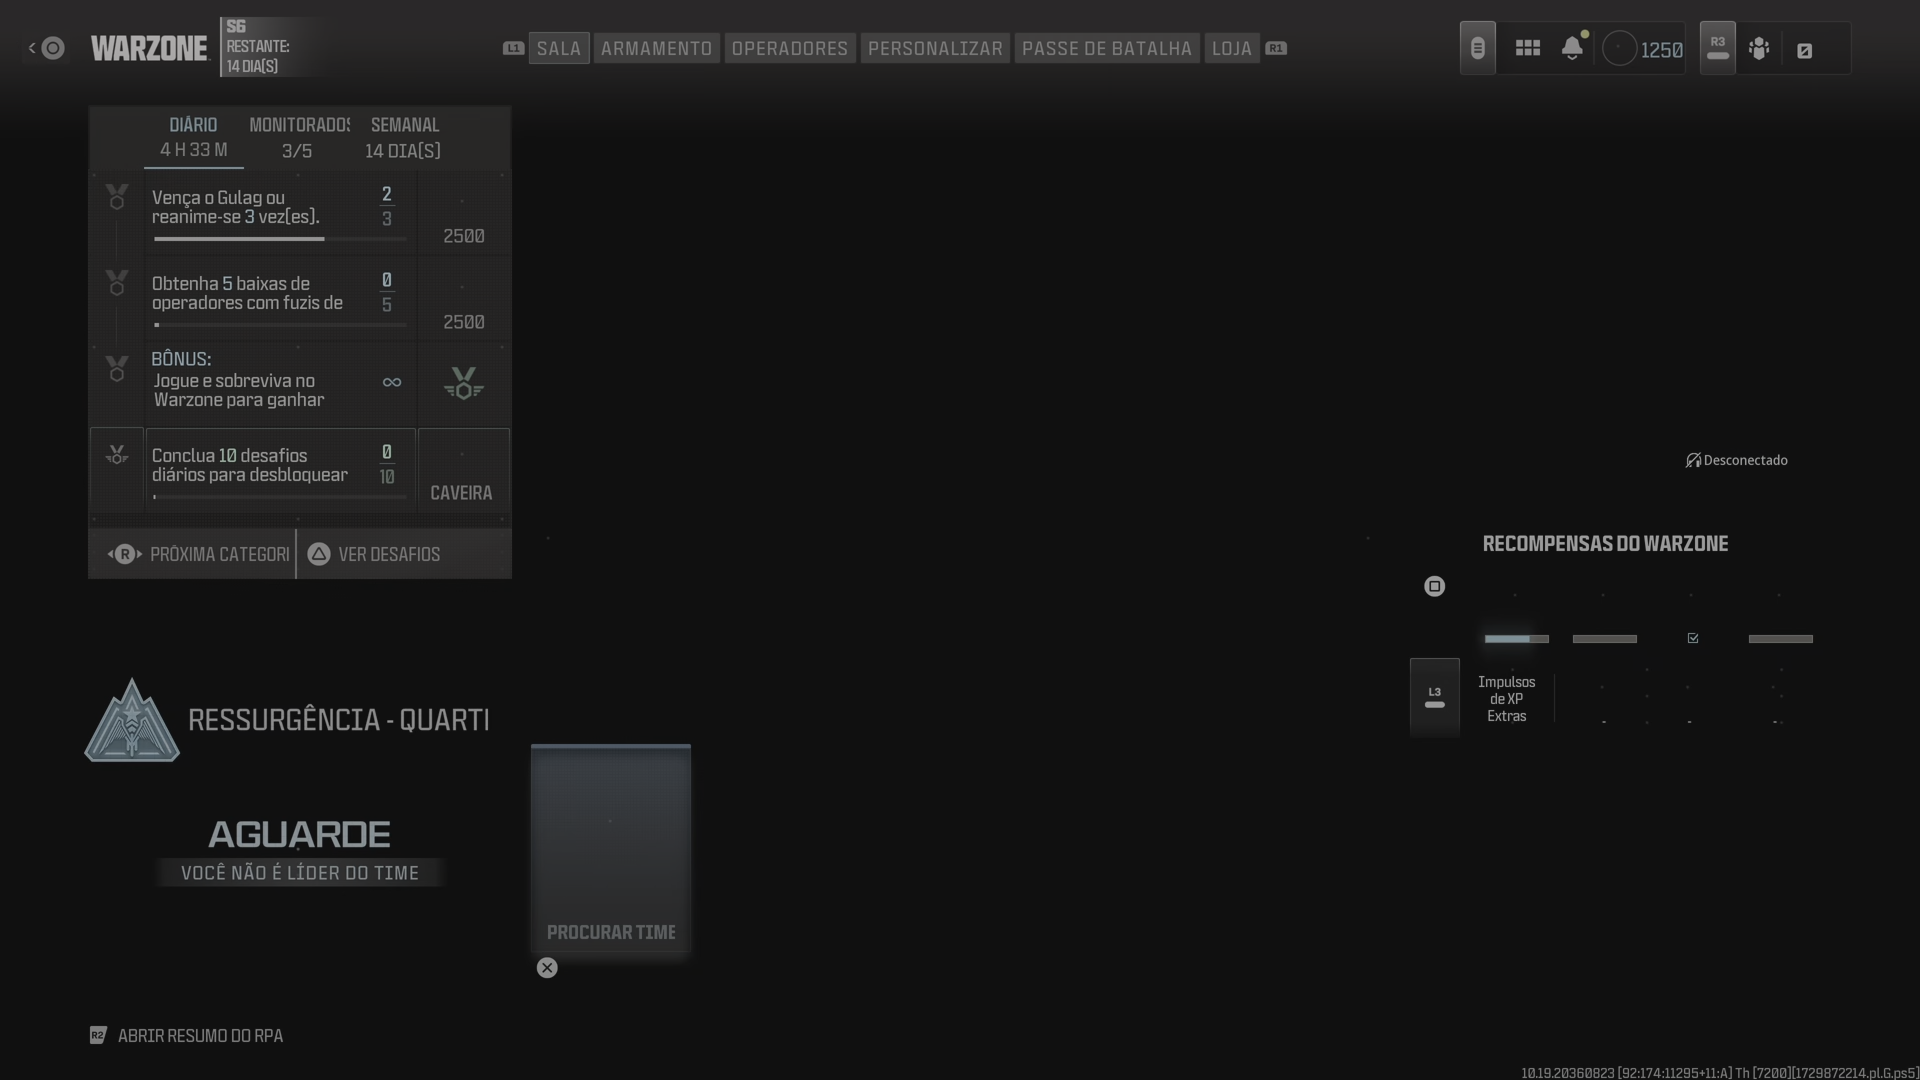 WARZONE
S6
RESTANTE:
14 DIA(S)
L1 SALA ARMAMENTO OPERADORES PERSONALIZAR PASSE DE BATALHA LOJA R1
1250
R3
0
DIÁRIO
4 H 33 M
MONITORADOS
3/5
SEMANAL
14 DIA(S)
Vença o Gulag ou
reanime-se 3 vez(es).
2
3
2500
Obtenha 5 baixas de
operadores com fuzis de
0
5
2500
BÔNUS:
Jogue e sobreviva no
Warzone para ganhar
∞
Conclua 10 desafios
diários para desbloquear
0
10
CAVEIRA
R PRÓXIMA CATEGORI
VER DESAFIOS
Desconectado
RECOMPENSAS DO WARZONE
L3
Impulsos
de XP
Extras
RESSURGÊNCIA - QUARTI
AGUARDE
VOCÊ NÃO É LÍDER DO TIME
PROCURAR TIME
R2 ABRIR RESUMO DO RPA
10.19.20360823 [92:174:11295+11:A] Th [7200][1729872214.pl.G.ps5]